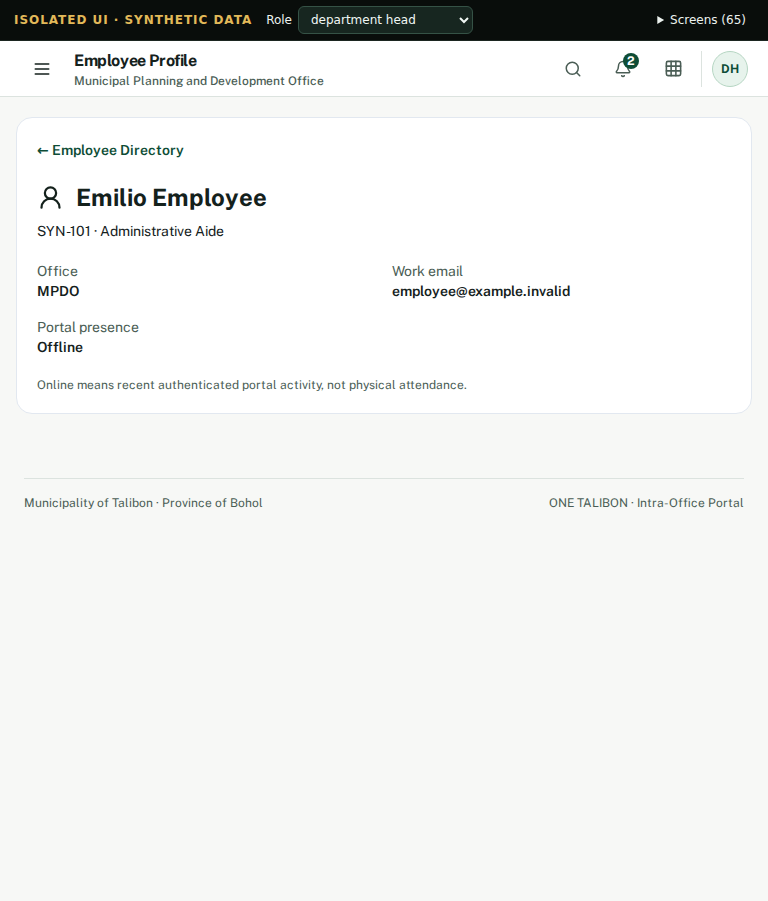 ISOLATED UI · SYNTHETIC DATA Role department head ▶ Screens (65)
Employee Profile
Municipal Planning and Development Office
2
DH
← Employee Directory
Emilio Employee
SYN-101 · Administrative Aide
Office
MPDO
Work email
employee@example.invalid
Portal presence
Offline
Online means recent authenticated portal activity, not physical attendance.
Municipality of Talibon · Province of Bohol
ONE TALIBON · Intra-Office Portal